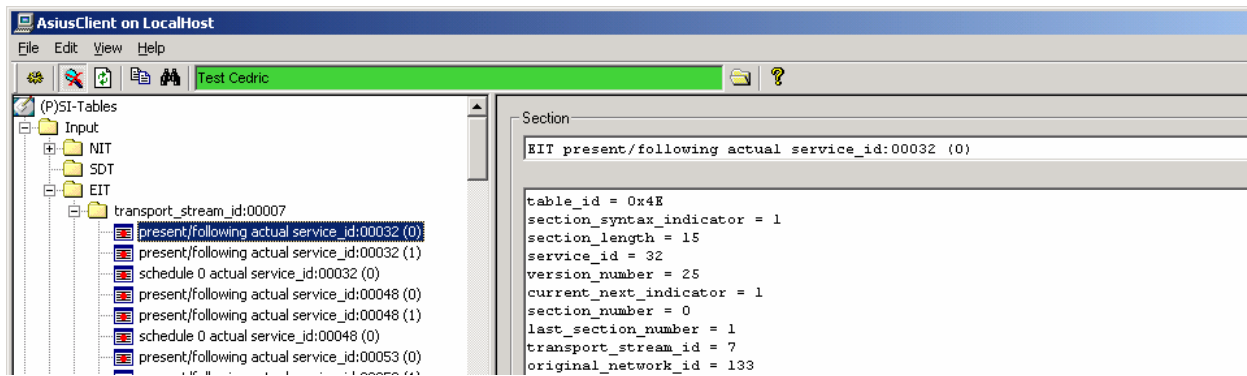 AsiusClient on LocalHost
File Edit View Help
Test Cedric
(P)SI-Tables
Input
NIT
SDT
EIT
transport_stream_id:00007
present/following actual service_id:00032 (0)
present/following actual service_id:00032 (1)
schedule 0 actual service_id:00032 (0)
present/following actual service_id:00048 (0)
present/following actual service_id:00048 (1)
schedule 0 actual service_id:00048 (0)
present/following actual service_id:00053 (0)
Section
EIT present/following actual service_id:00032 (0)
table_id = 0x4E
section_syntax_indicator = 1
section_length = 15
service_id = 32
version_number = 25
current_next_indicator = 1
section_number = 0
last_section_number = 1
transport_stream_id = 7
original_network_id = 133